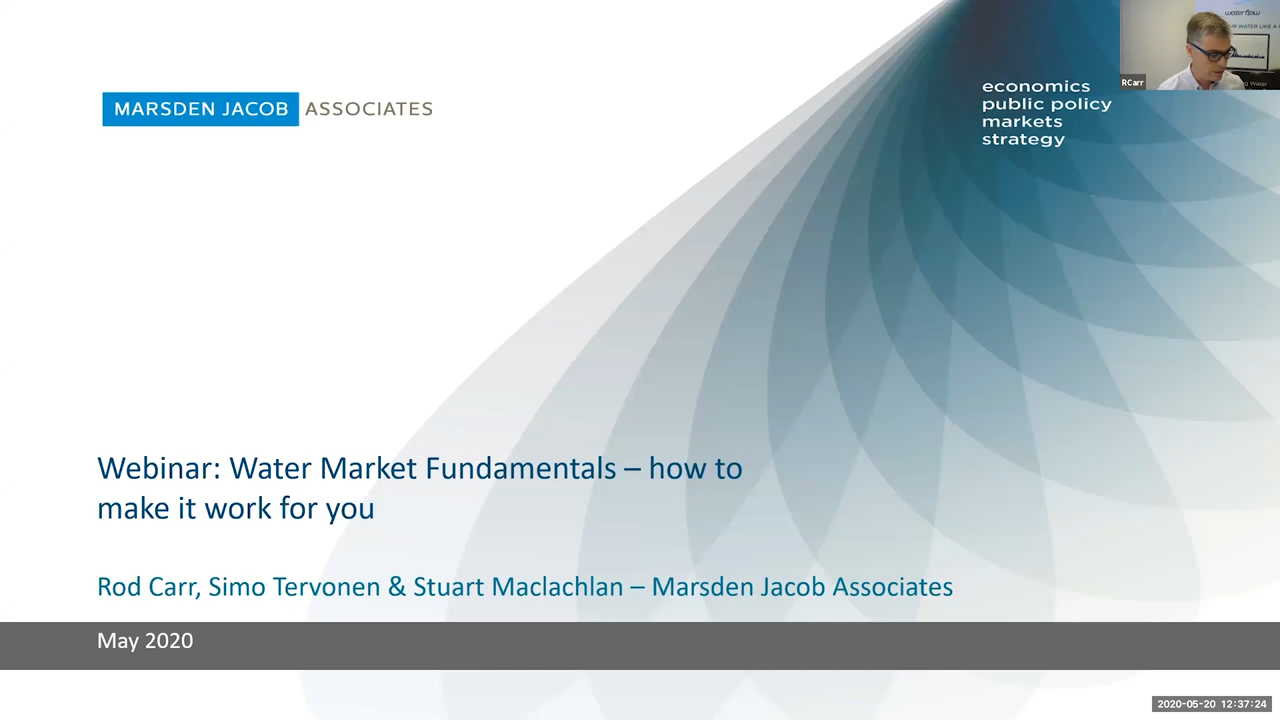 MARSDEN JACOB ASSOCIATES
economics
public policy
markets
strategy
waterflow
RCarr
Webinar: Water Market Fundamentals – how to
make it work for you
Rod Carr, Simo Tervonen & Stuart Maclachlan – Marsden Jacob Associates
May 2020
2020-05-20 12:37:24